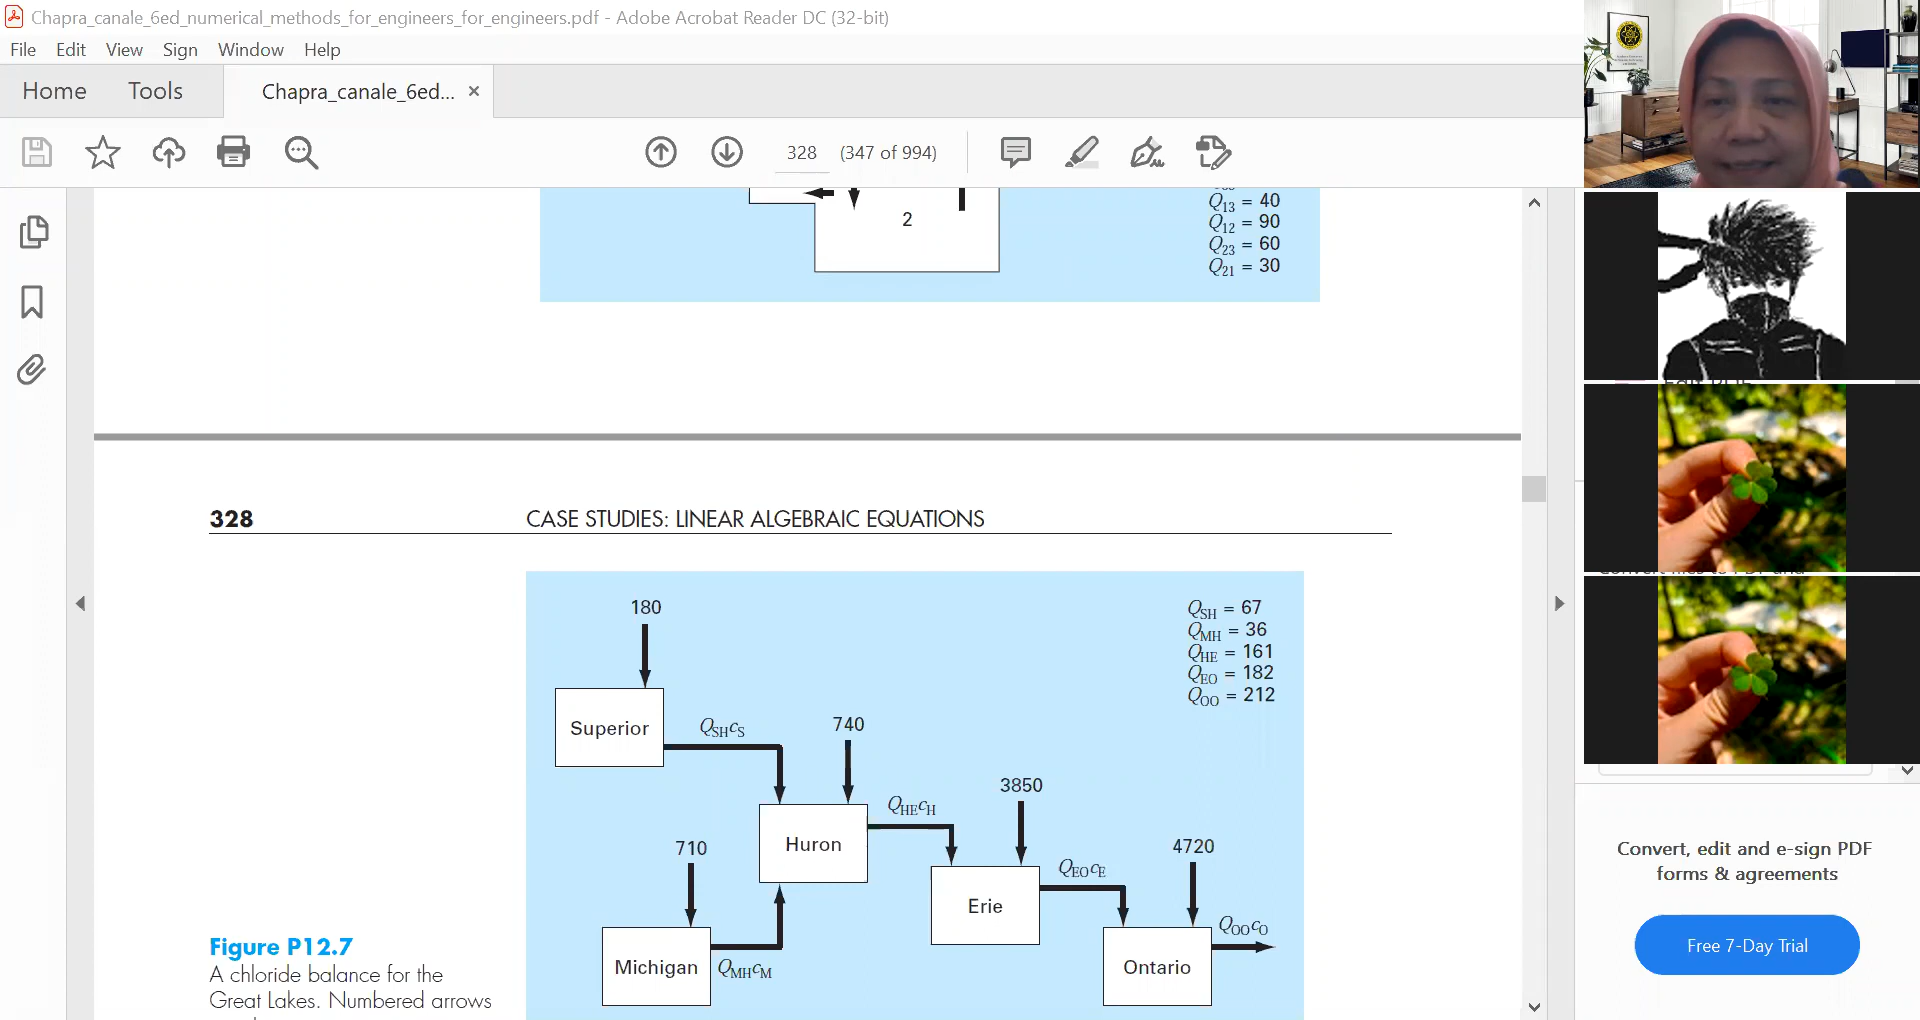 Chapra_canale_6ed_numerical_methods_for_engineers_for_engineers.pdf - Adobe Acrobat Reader DC (32-bit)
File Edit View Sign Window Help
Home Tools Chapra_canale_6ed... ×
328 (347 of 994)
2
Q13 = 40
Q12 = 90
Q23 = 60
Q21 = 30
328 CASE STUDIES: LINEAR ALGEBRAIC EQUATIONS
180
QSH = 67
QMH = 36
QHE = 161
QEO = 182
QOO = 212
Superior
QSHcS
740
3850
QHEcH
Huron
710
4720
QEOcE
Erie
QOOcO
Michigan
QMHcM
Ontario
Figure P12.7
A chloride balance for the
Great Lakes. Numbered arrows
Convert, edit and e-sign PDF
forms & agreements
Free 7-Day Trial